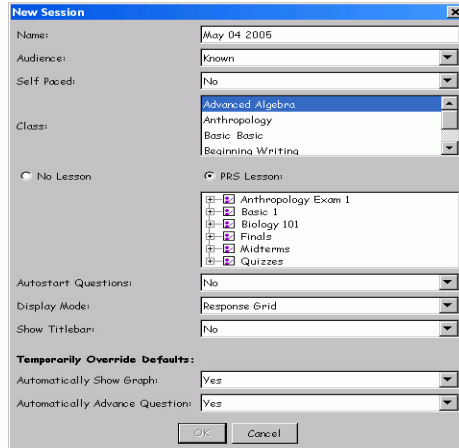 New Session
Name: May 04 2005
Audience: Known
Self Paced: No
Class: Advanced Algebra
Anthropology
Basic Basic
Beginning Writing
No Lesson PRS Lesson:
Anthropology Exam 1
Basic 1
Biology 101
Finals
Midterms
Quizzes
Autostart Questions: No
Display Mode: Response Grid
Show Titlebar: No
Temporarily Override Defaults:
Automatically Show Graph: Yes
Automatically Advance Question: Yes
OK Cancel